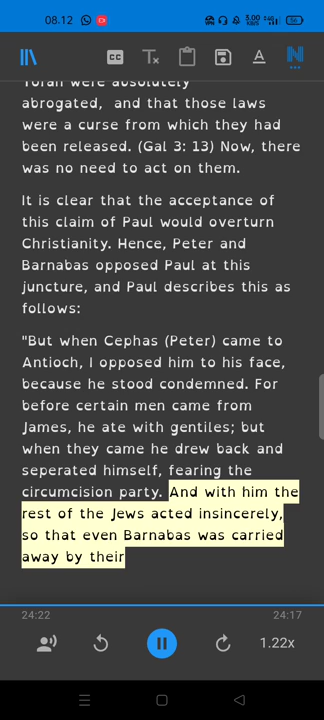 08.12
3,00
KB/S
56
CC
A
Torah were absolutely
abrogated, and that those laws
were a curse from which they had
been released. (Gal 3: 13) Now, there
was no need to act on them.
It is clear that the acceptance of
this claim of Paul would overturn
Christianity. Hence, Peter and
Barnabas opposed Paul at this
juncture, and Paul describes this as
follows:
"But when Cephas (Peter) came to
Antioch, I opposed him to his face,
because he stood condemned. For
before certain men came from
James, he ate with gentiles; but
when they came he drew back and
seperated himself, fearing the
circumcision party. And with him the
rest of the Jews acted insincerely,
so that even Barnabas was carried
away by their
24:22
24:17
1.22x